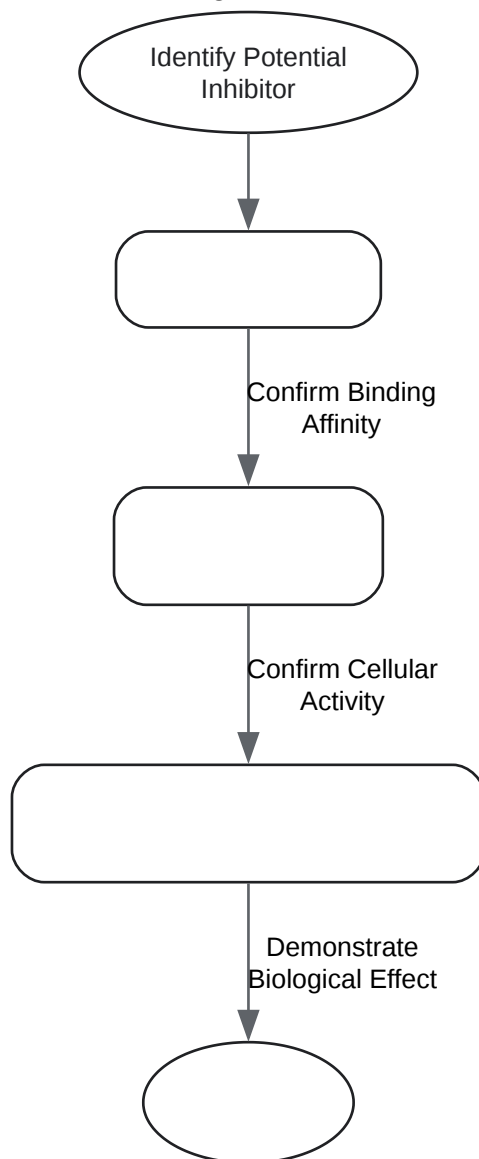 Identify Potential
Inhibitor
Confirm Binding
Affinity
Confirm Cellular
Activity
Demonstrate
Biological Effect